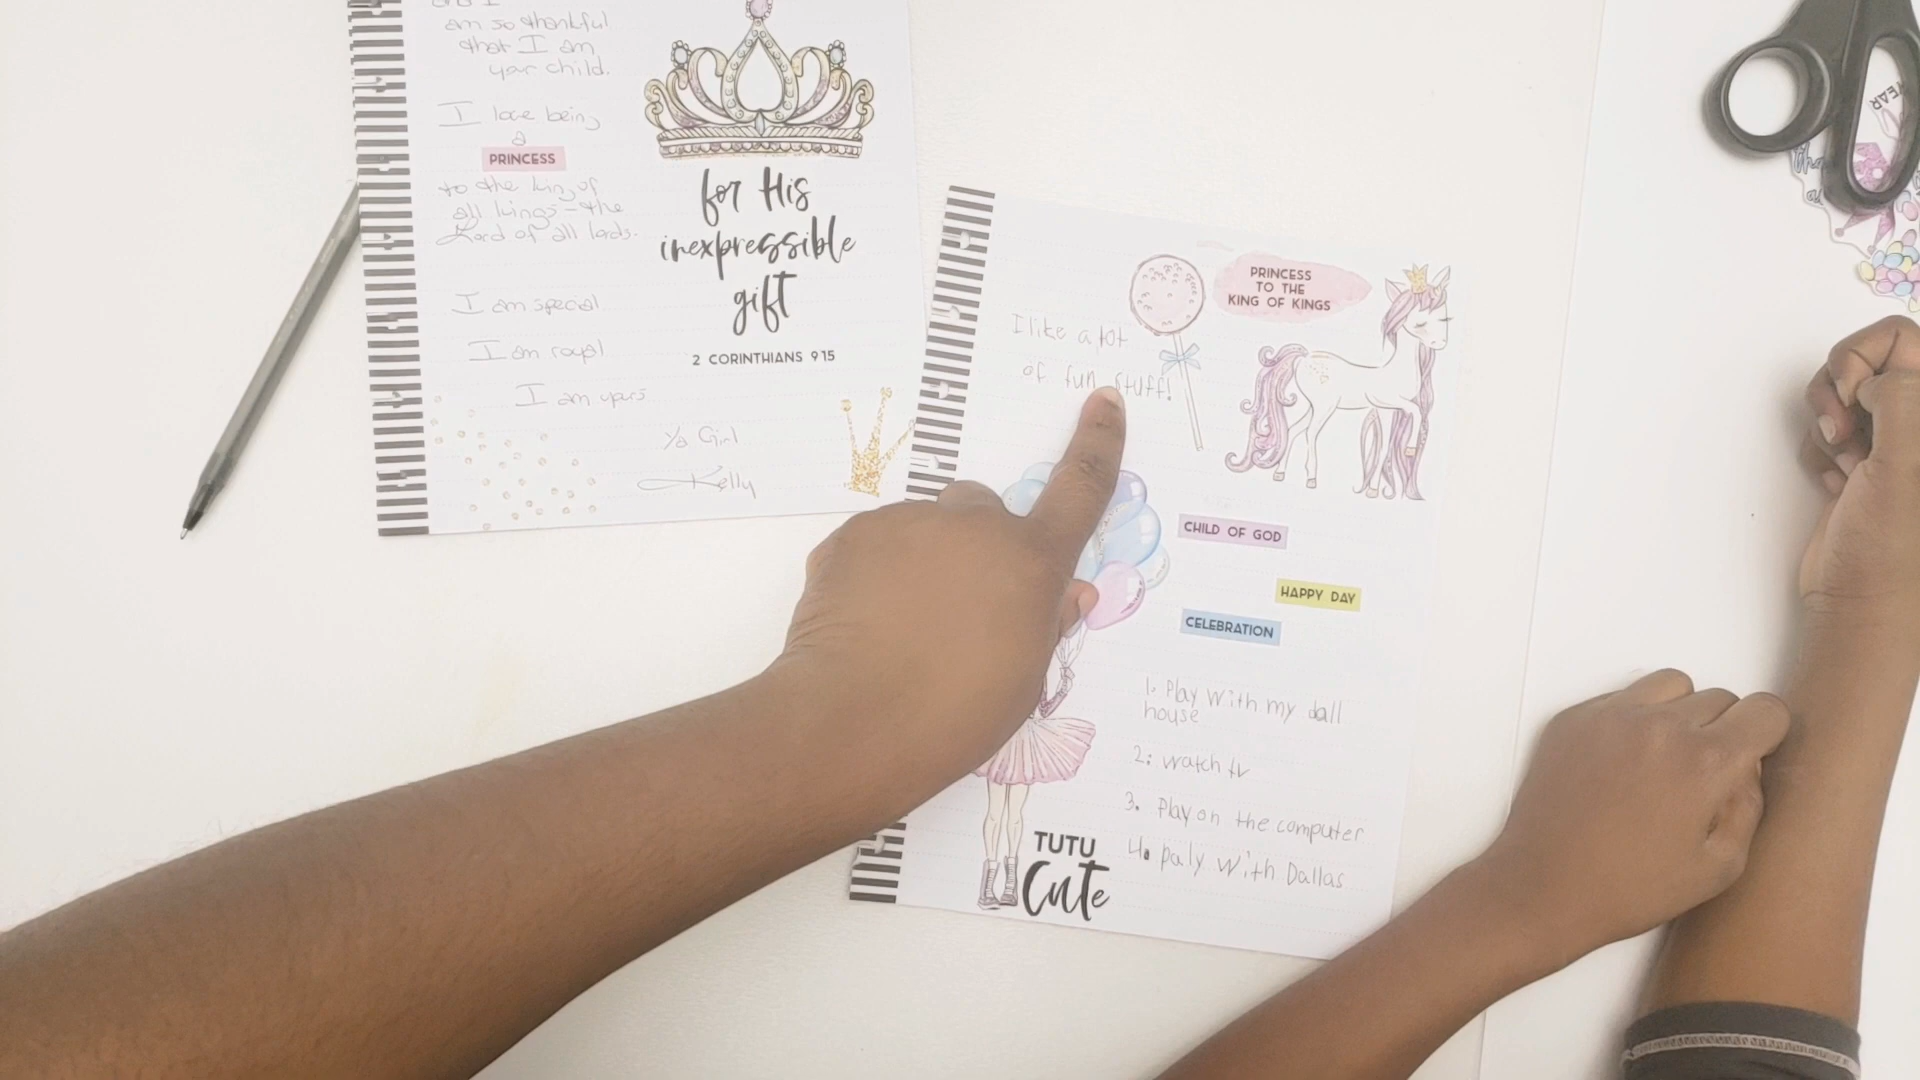 am so thankful
that I am
your child.
I love being
a
PRINCESS
to the king of
all kings - the
Lord of all lords.
I am special
I am royal
I am yours
Yo Girl
Kelly
for His
inexpressible
gift
2 CORINTHIANS 9 15
PRINCESS
TO THE
KING OF KINGS
I like a lot
of fun stuff!
CHILD OF GOD
HAPPY DAY
CELEBRATION
1. Play with my dall
house
2: watch tv
3. Play on the computer
4. paly with Dallas
TUTU
Cute